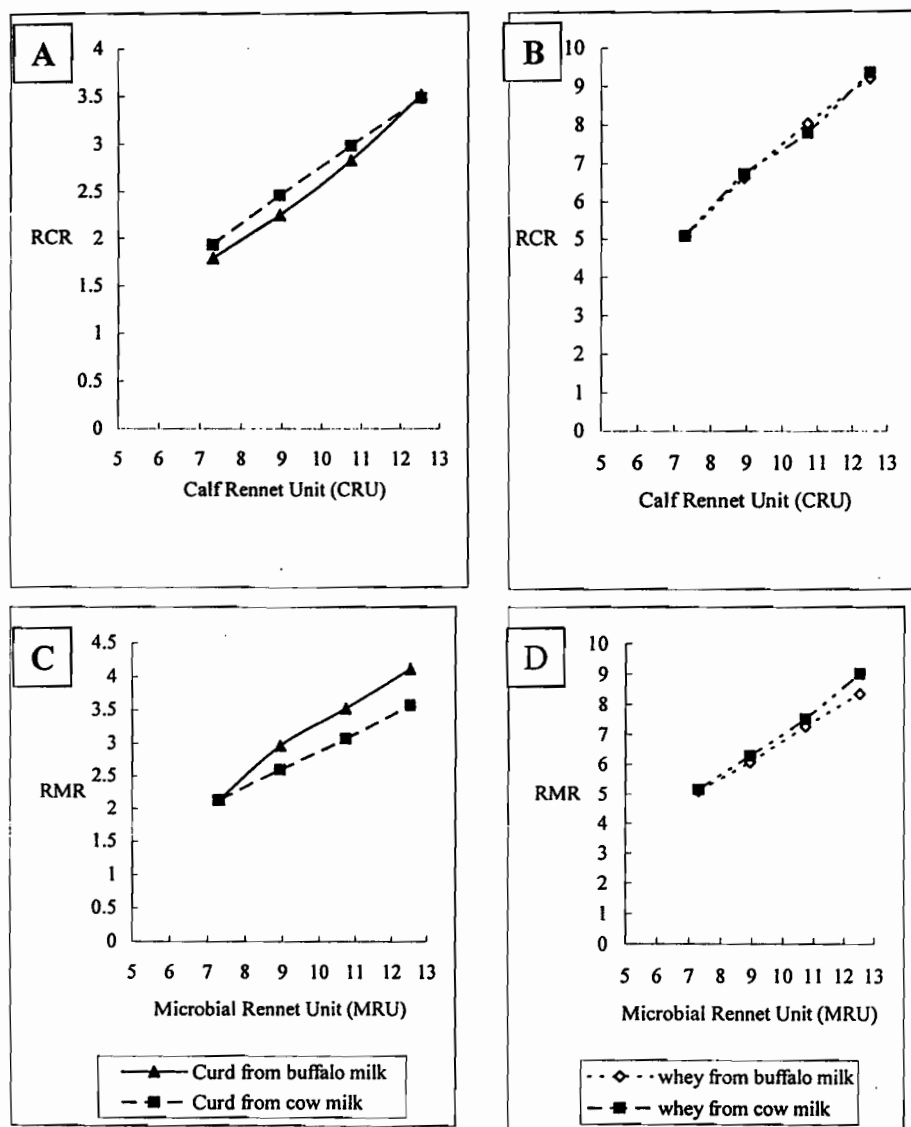 A
4
3.5
3
2.5
RCR 2
1.5
1
0.5
0
5 6 7 8 9 10 11 12 13
Calf Rennet Unit (CRU)
B
10
9
8
7
6
RCR 5
4
3
2
1
0
5 6 7 8 9 10 11 12 13
Calf Rennet Unit (CRU)
C
4.5
4
3.5
3
2.5
RMR
2
1.5
1
0.5
0
5 6 7 8 9 10 11 12 13
Microbial Rennet Unit (MRU)
Curd from buffalo milk
Curd from cow milk
D
10
9
8
7
6
RMR 5
4
3
2
1
0
5 6 7 8 9 10 11 12 13
Microbial Rennet Unit (MRU)
whey from buffalo milk
whey from cow milk